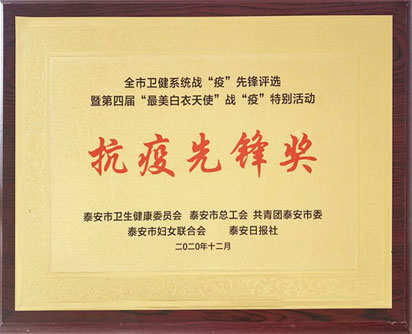 全市卫健系统战“疫”先锋评选
暨第四届“最美白衣天使”战“疫”特别活动
抗疫先锋奖
泰安市卫生健康委员会 泰安市总工会 共青团泰安市委
泰安市妇女联合会 泰安日报社
二〇二〇年十二月